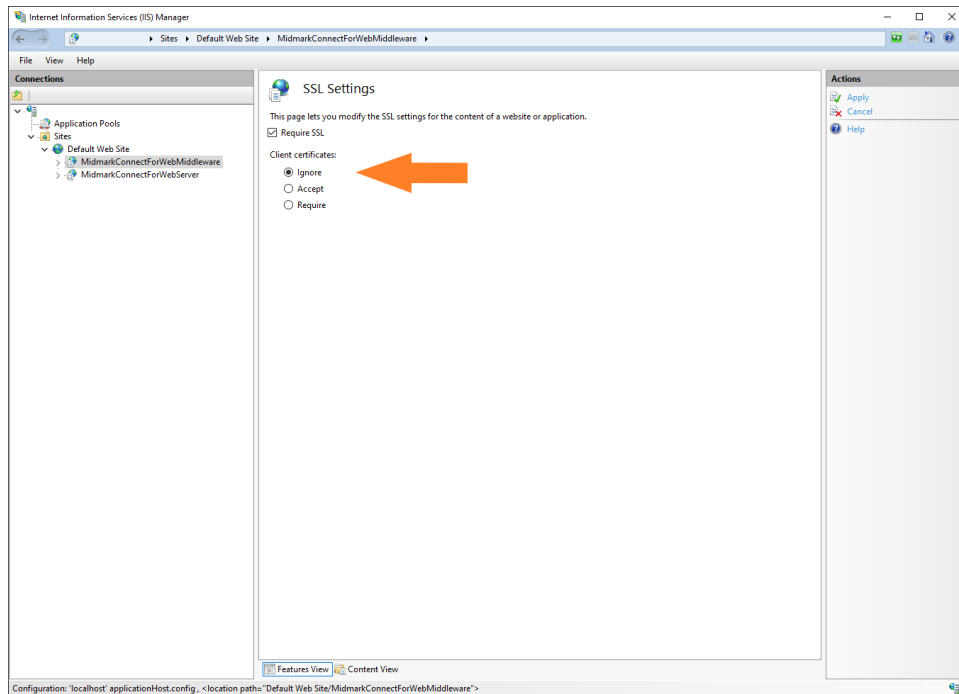 Internet Information Services (IIS) Manager
Sites
Default Web Site
MidmarkConnectForWebMiddleware
File View Help
Connections
Application Pools
Sites
Default Web Site
MidmarkConnectForWebMiddleware
MidmarkConnectForWebServer
SSL Settings
This page lets you modify the SSL settings for the content of a website or application.
Require SSL
Client certificates:
Ignore
Accept
Require
Features View Content View
Actions
Apply
Cancel
Help
Configuration: 'localhost' applicationHost.config , <location path="Default Web Site/MidmarkConnectForWebMiddleware">